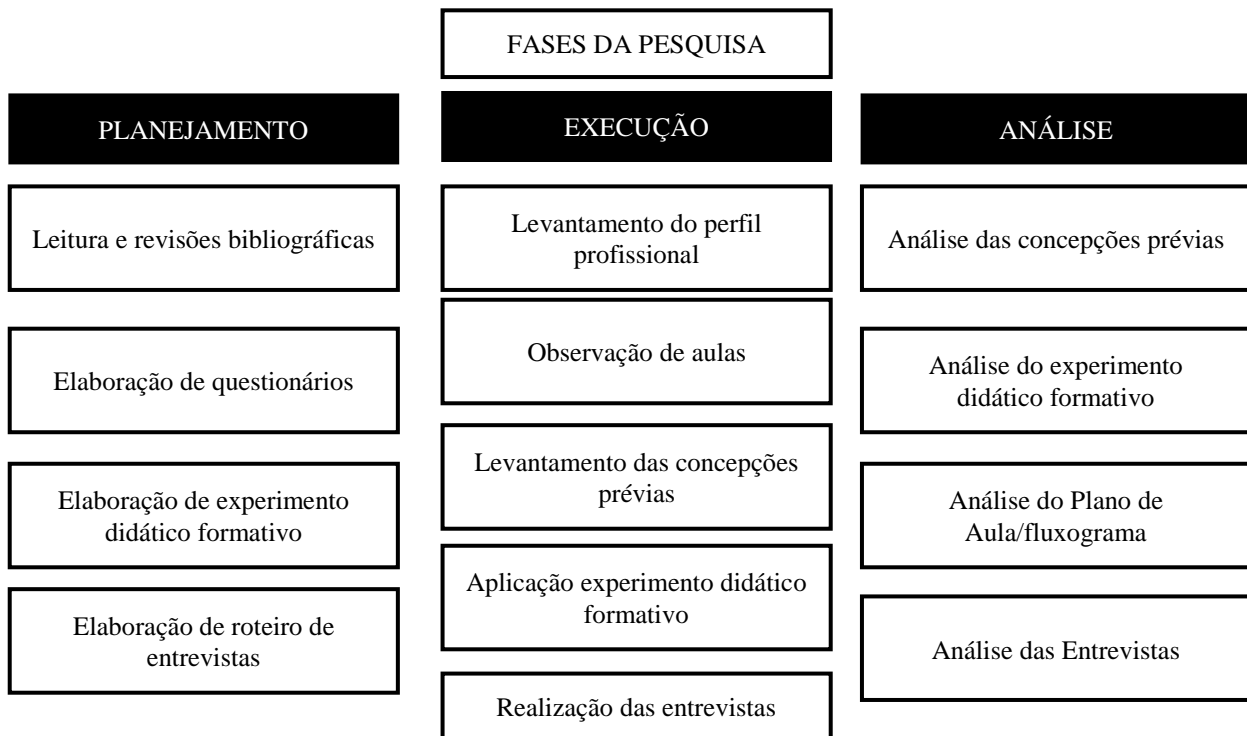 FASES DA PESQUISA
PLANEJAMENTO
Leitura e revisões bibliográficas
Elaboração de questionários
Elaboração de experimento
didático formativo
Elaboração de roteiro de
entrevistas
EXECUÇÃO
Levantamento do perfil
profissional
Observação de aulas
Levantamento das concepções
prévias
Aplicação experimento didático
formativo
Realização das entrevistas
ANÁLISE
Análise das concepções prévias
Análise do experimento
didático formativo
Análise do Plano de
Aula/fluxograma
Análise das Entrevistas